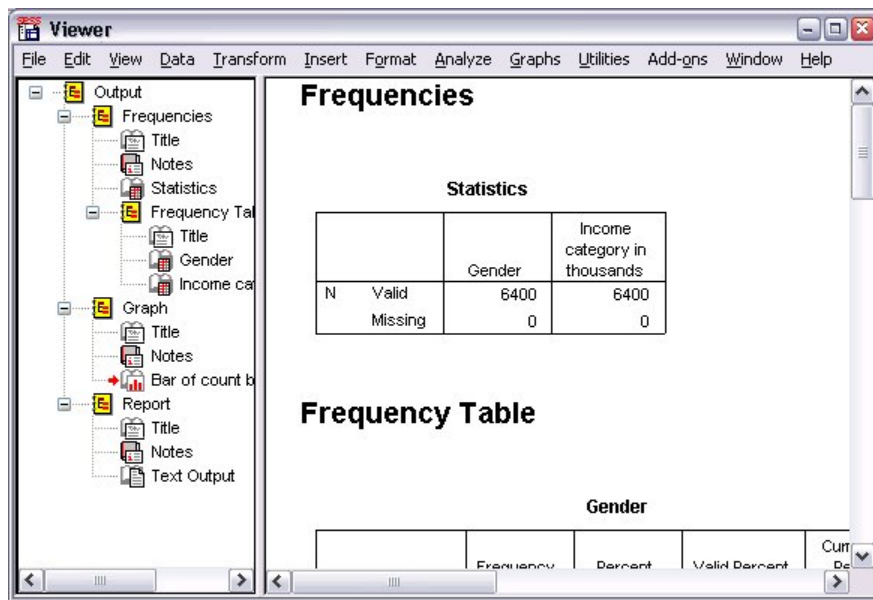 Viewer
File Edit View Data Transform Insert Format Analyze Graphs Utilities Add-ons Window Help
Output
Frequencies
Title
Notes
Statistics
Frequency Tal
Title
Gender
Income ca
Graph
Title
Notes
Bar of count b
Report
Title
Notes
Text Output
Frequencies
Statistics
Gender
Income
category in
thousands
N Valid 6400 6400
Missing 0 0
Frequency Table
Gender
Frequency Percent Valid Percent